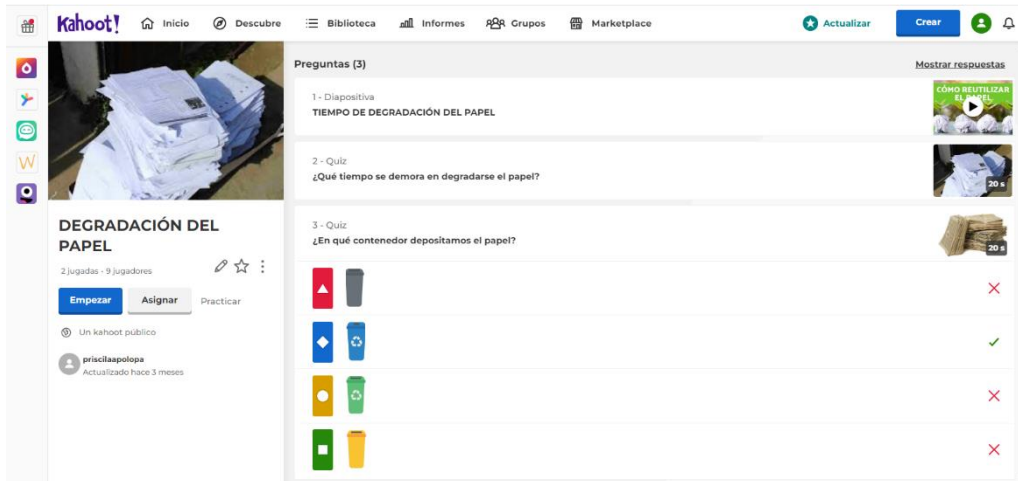 Kahoot! Inicio Descubre Biblioteca Informes Grupos Marketplace Actualizar Crear
DEGRADACIÓN DEL
PAPEL
2 jugadas · 9 jugadores
Empezar Asignar Practicar
Un kahoot público
priscilaapolopa
Actualizado hace 3 meses
Preguntas (3) Mostrar respuestas
1 - Diapositiva
TIEMPO DE DEGRADACIÓN DEL PAPEL
CÓMO REUTILIZAR
EL PAPEL
2 - Quiz
¿Qué tiempo se demora en degradarse el papel?
20 s
3 - Quiz
¿En qué contenedor depositamos el papel?
20 s